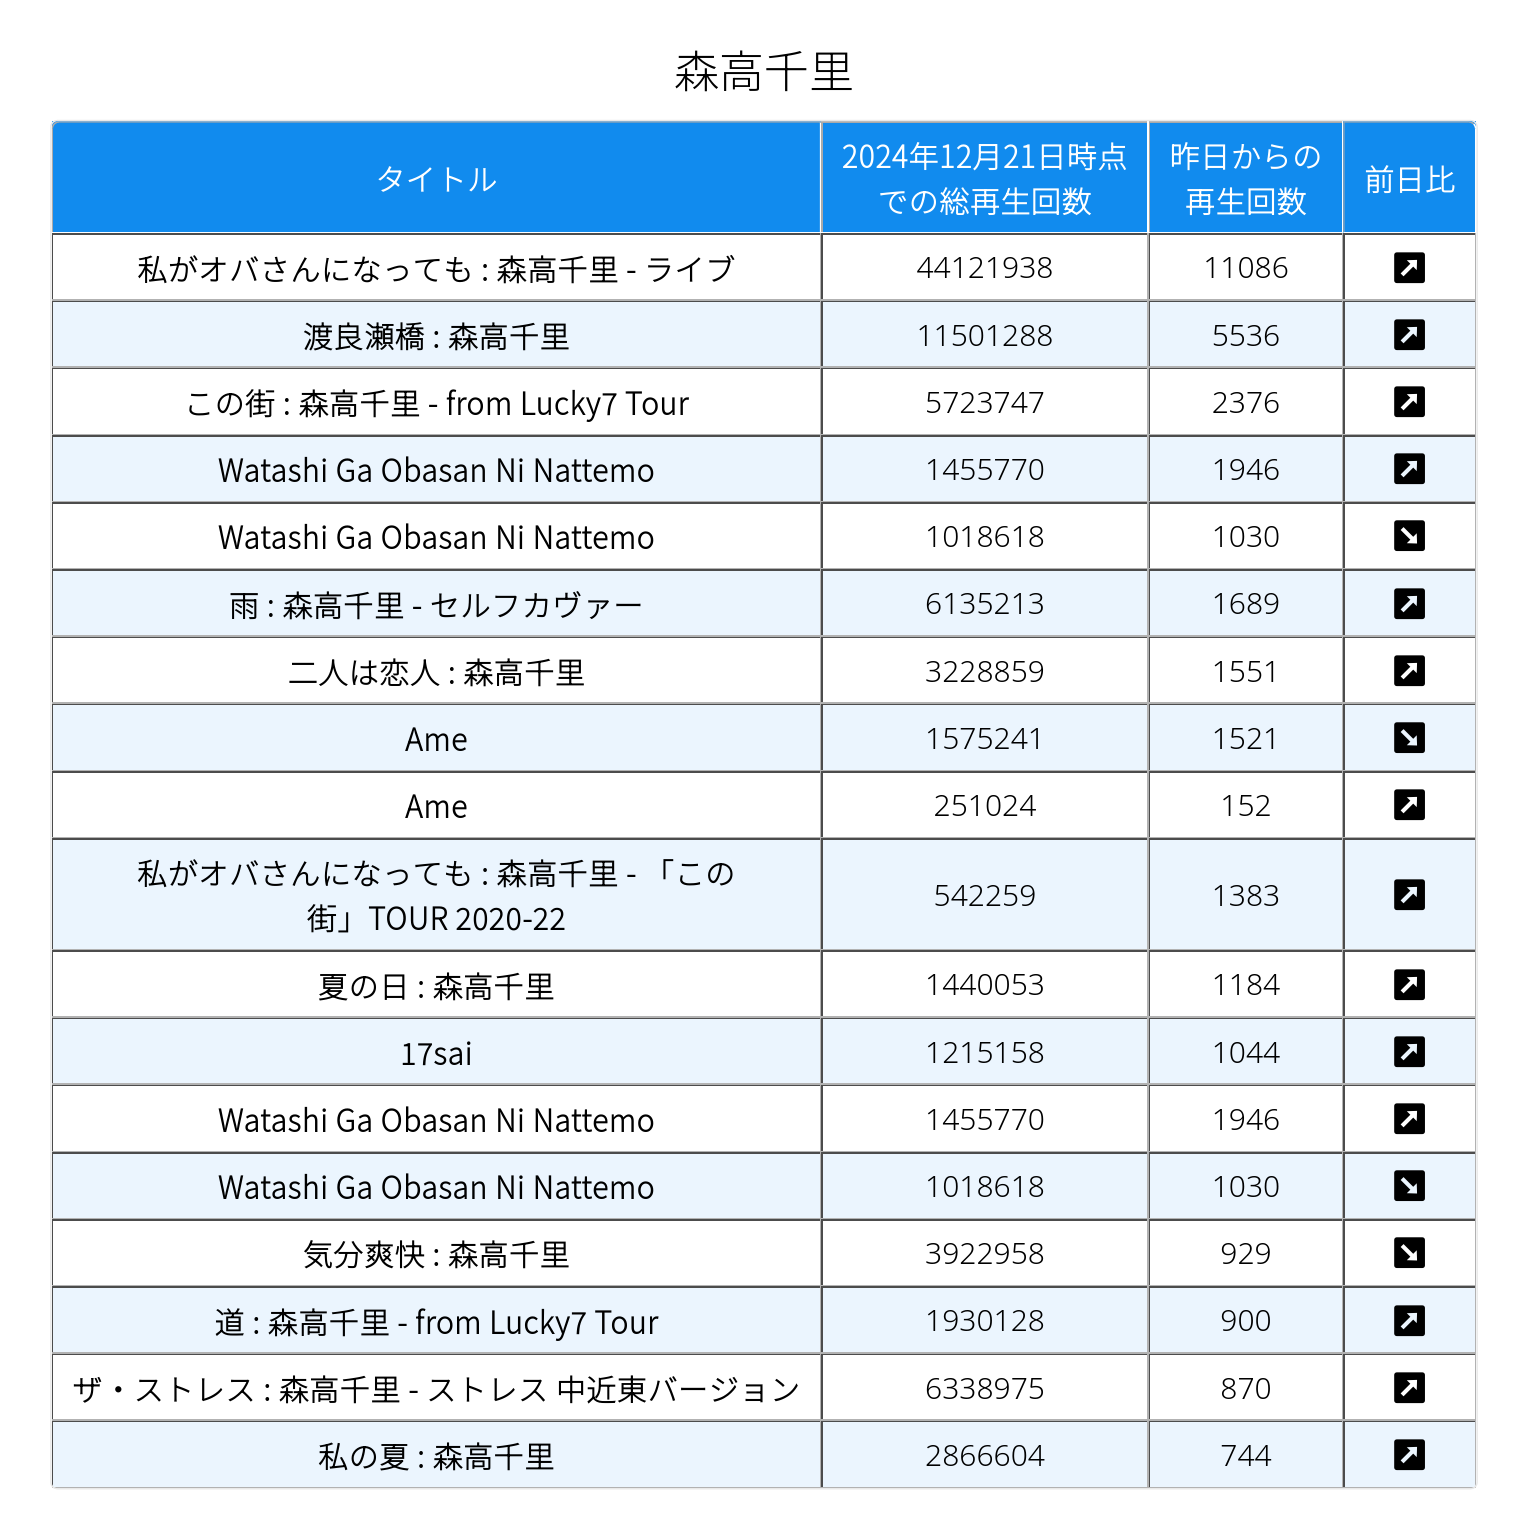 森高千里
タイトル 2024年12月21日時点での総再生回数 昨日からの再生回数 前日比
私がオバさんになっても : 森高千里 - ライブ 44121938 11086
渡良瀬橋 : 森高千里 11501288 5536
この街 : 森高千里 - from Lucky7 Tour 5723747 2376
Watashi Ga Obasan Ni Nattemo 1455770 1946
Watashi Ga Obasan Ni Nattemo 1018618 1030
雨 : 森高千里 - セルフカヴァー 6135213 1689
二人は恋人 : 森高千里 3228859 1551
Ame 1575241 1521
Ame 251024 152
私がオバさんになっても : 森高千里 - 「この街」TOUR 2020-22 542259 1383
夏の日 : 森高千里 1440053 1184
17sai 1215158 1044
Watashi Ga Obasan Ni Nattemo 1455770 1946
Watashi Ga Obasan Ni Nattemo 1018618 1030
気分爽快 : 森高千里 3922958 929
道 : 森高千里 - from Lucky7 Tour 1930128 900
ザ・ストレス : 森高千里 - ストレス 中近東バージョン 6338975 870
私の夏 : 森高千里 2866604 744